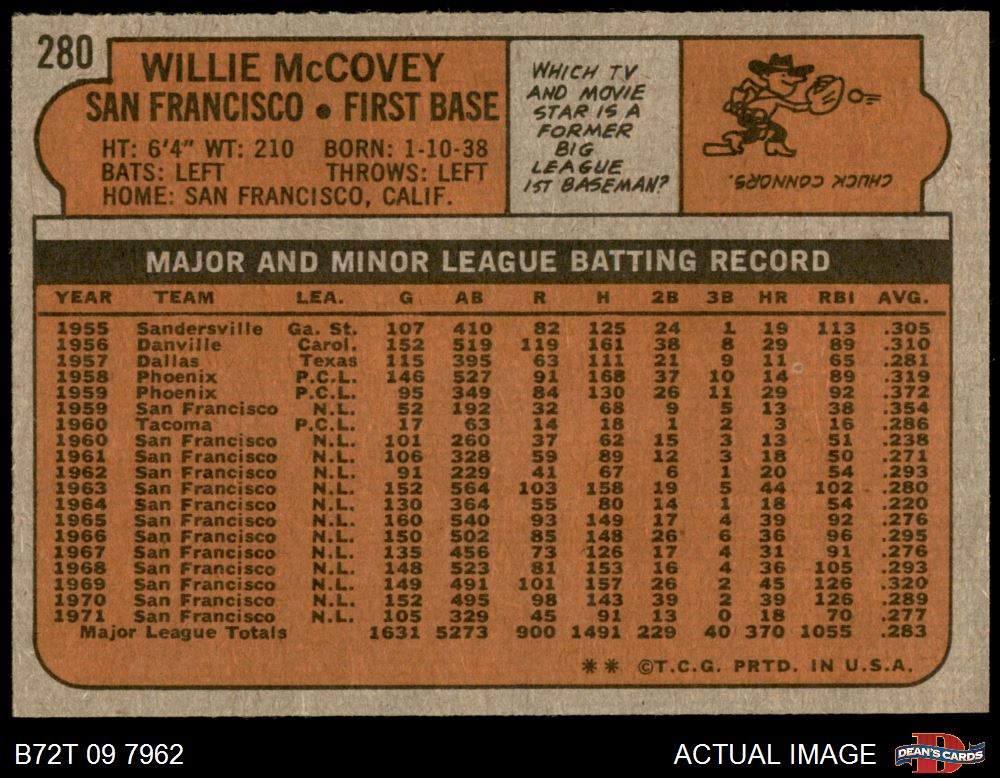 280
WILLIE McCOVEY
SAN FRANCISCO • FIRST BASE
HT: 6'4" WT: 210 BORN: 1-10-38
BATS: LEFT THROWS: LEFT
HOME: SAN FRANCISCO, CALIF.
WHICH TV
AND MOVIE
STAR IS A
FORMER
BIG
LEAGUE
1ST BASEMAN?
CHUCK CONNORS.
MAJOR AND MINOR LEAGUE BATTING RECORD
YEAR TEAM LEA. G AB R H 2B 3B HR RBI AVG.
1955 Sandersville Ga. St. 107 410 82 125 24 1 19 113 .305
1956 Danville Carol. 152 519 119 161 38 8 29 89 .310
1957 Dallas Texas 115 395 63 111 21 9 11 65 .281
1958 Phoenix P.C.L. 146 527 91 168 37 10 14 89 .319
1959 Phoenix P.C.L. 95 349 84 130 26 11 29 92 .372
1959 San Francisco N.L. 52 192 32 68 9 5 13 38 .354
1960 Tacoma P.C.L. 17 63 14 18 1 2 3 16 .286
1960 San Francisco N.L. 101 260 37 62 15 3 13 51 .238
1961 San Francisco N.L. 106 328 59 89 12 3 18 50 .271
1962 San Francisco N.L. 91 229 41 67 6 1 20 54 .293
1963 San Francisco N.L. 152 564 103 158 19 5 44 102 .280
1964 San Francisco N.L. 130 364 55 80 14 1 18 54 .220
1965 San Francisco N.L. 160 540 93 149 17 4 39 92 .276
1966 San Francisco N.L. 150 502 85 148 26 6 36 96 .295
1967 San Francisco N.L. 135 456 73 126 17 4 31 91 .276
1968 San Francisco N.L. 148 523 81 153 16 4 36 105 .293
1969 San Francisco N.L. 149 491 101 157 26 2 45 126 .320
1970 San Francisco N.L. 152 495 98 143 39 2 39 126 .289
1971 San Francisco N.L. 105 329 45 91 13 0 18 70 .277
Major League Totals 1631 5273 900 1491 229 40 370 1055 .283
** ©T.C.G. PRTD. IN U.S.A.
B72T 09 7962
ACTUAL IMAGE
DEAN'S CARDS